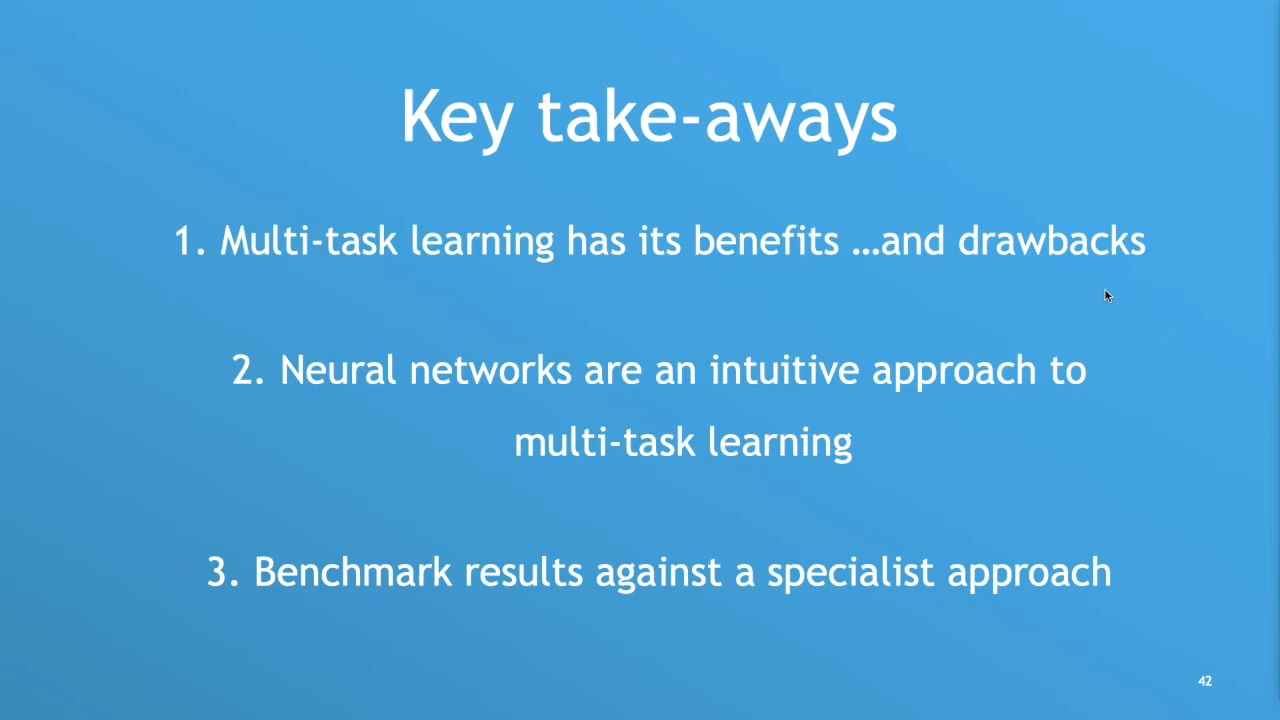 Key take-aways
1. Multi-task learning has its benefits …and drawbacks
2. Neural networks are an intuitive approach to
multi-task learning
3. Benchmark results against a specialist approach
42